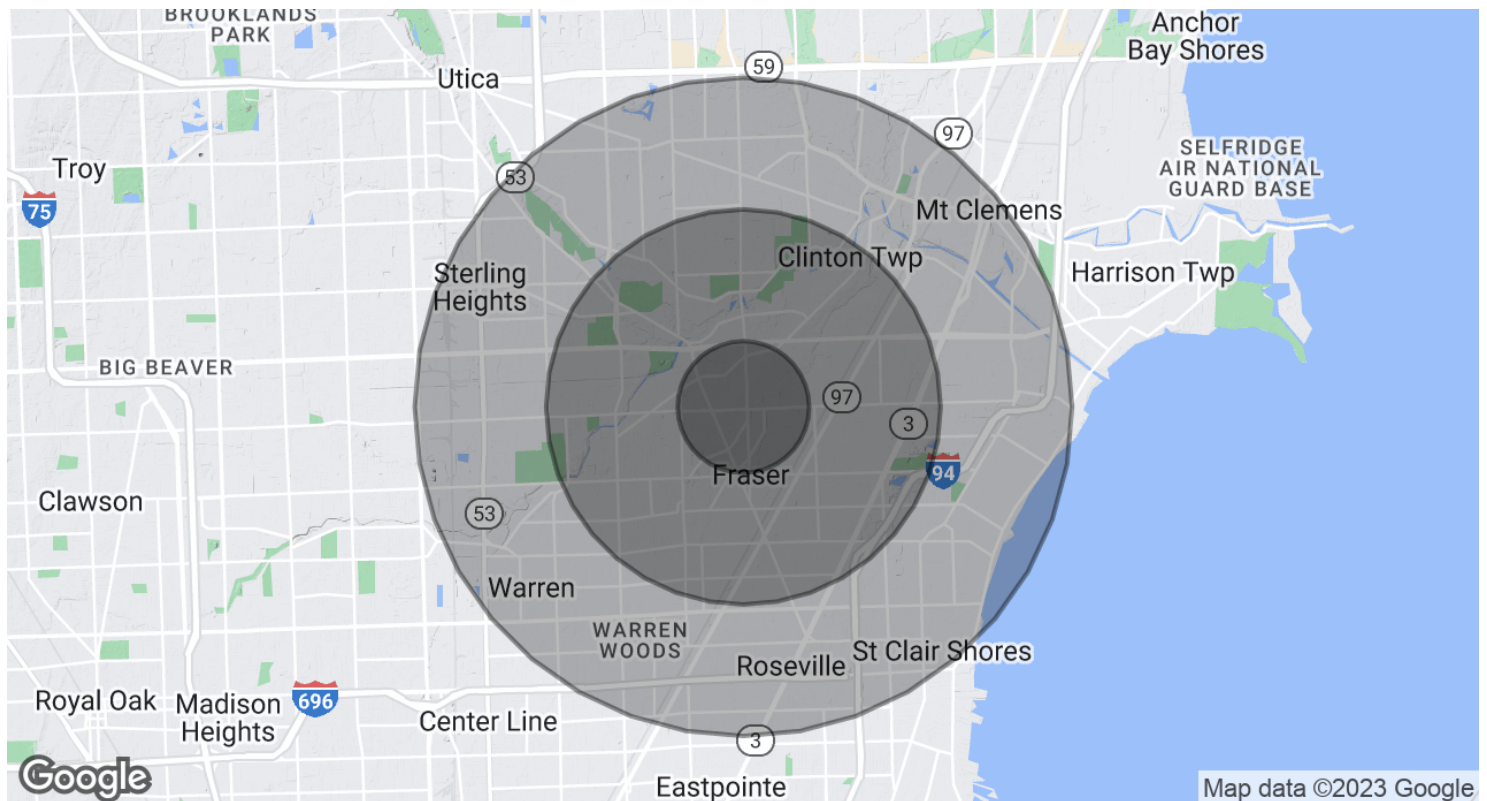 BROOKLANDS
PARK
Anchor
Bay Shores
59
Utica
97
SELFRIDGE
AIR NATIONAL
GUARD BASE
Troy
53
75
Mt Clemens
Clinton Twp
Sterling
Heights
Harrison Twp
BIG BEAVER
97
3
Fraser
94
Clawson
53
Warren
WARREN
WOODS
Roseville
St Clair Shores
Royal Oak
Madison
Heights
696
Center Line
3
Eastpointe
Google
Map data ©2023 Google